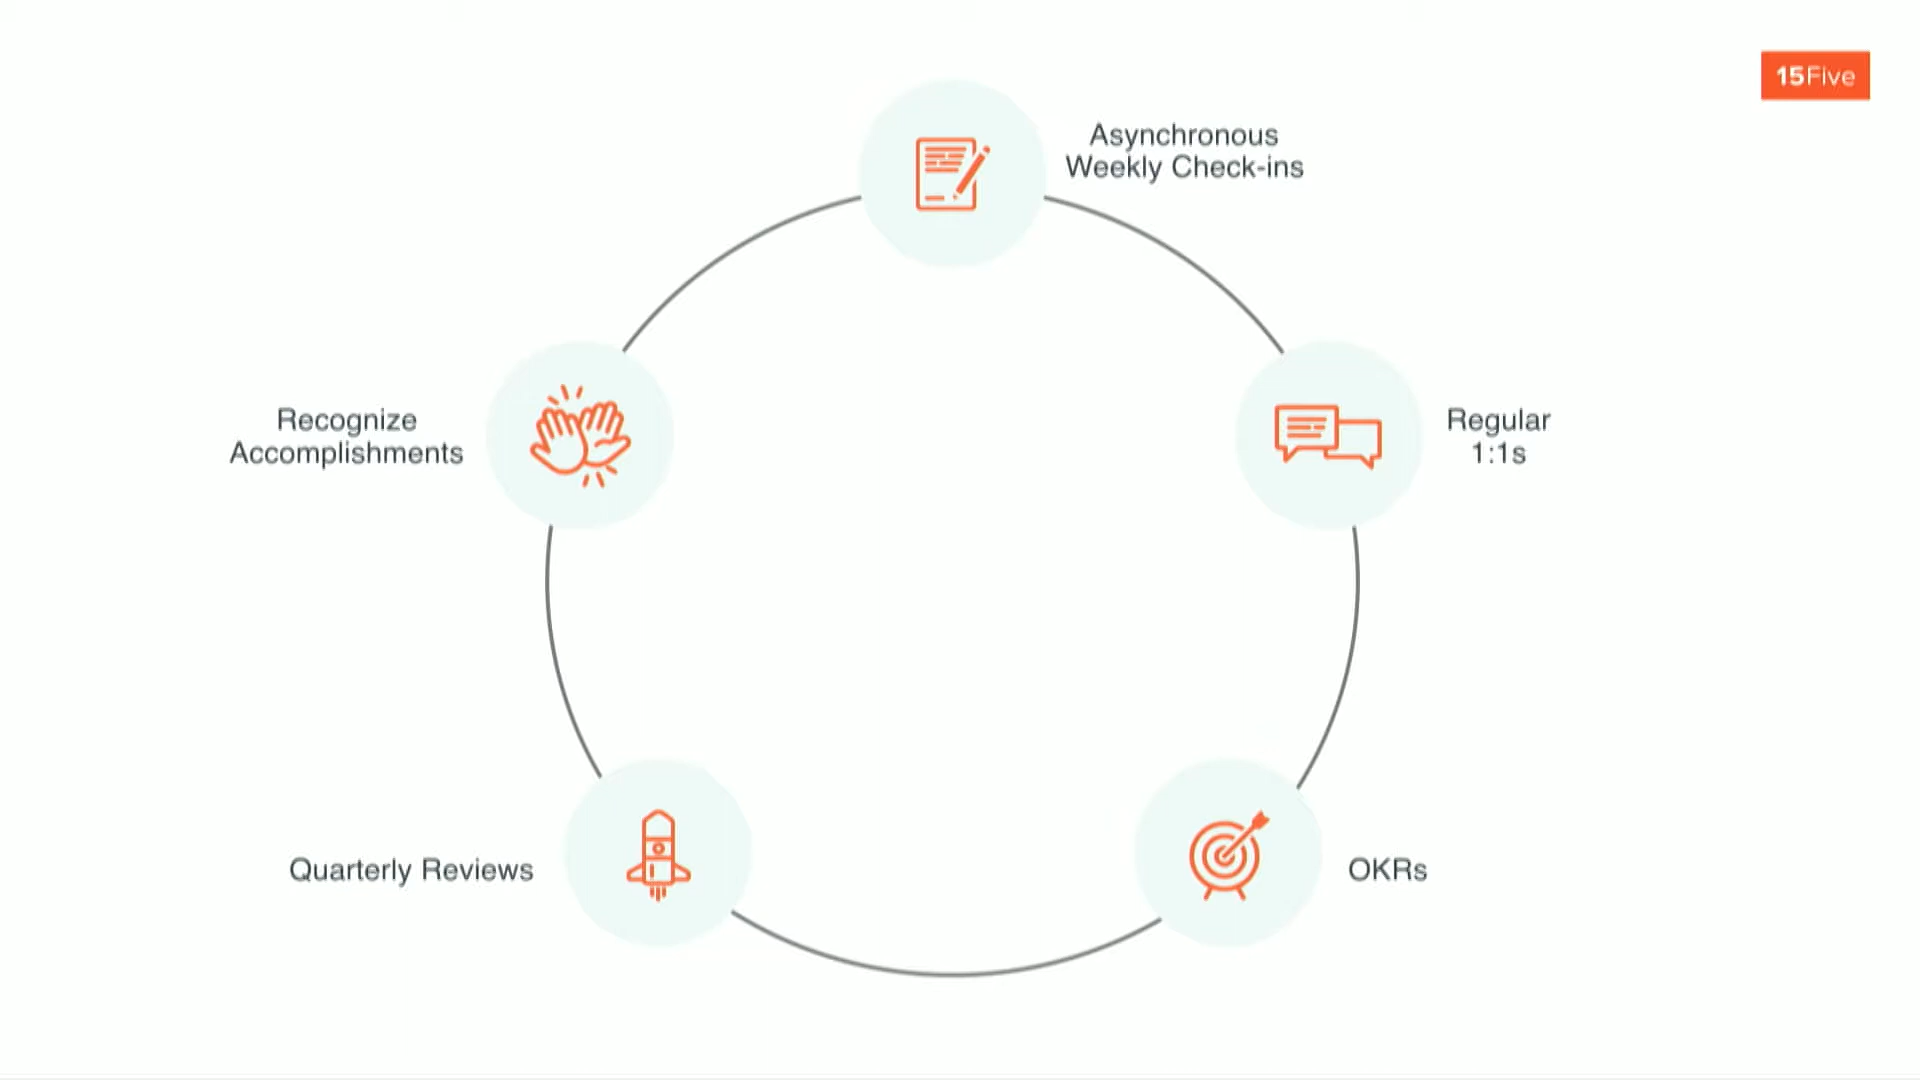 15Five
Asynchronous
Weekly Check-ins
Recognize
Accomplishments
Regular
1:1s
Quarterly Reviews
OKRs